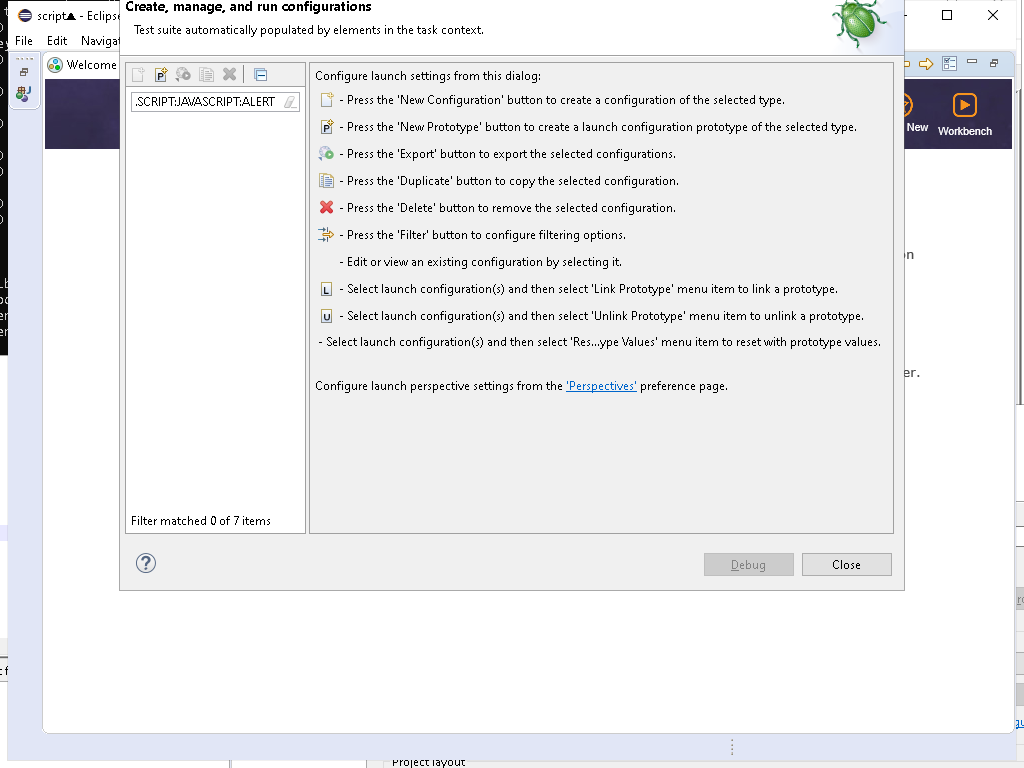 script▲ - Eclipse
File Edit Navigat
Welcome
Create, manage, and run configurations
Test suite automatically populated by elements in the task context.
.SCRIPT:JAVASCRIPT:ALERT
Filter matched 0 of 7 items
Configure launch settings from this dialog:
- Press the 'New Configuration' button to create a configuration of the selected type.
- Press the 'New Prototype' button to create a launch configuration prototype of the selected type.
- Press the 'Export' button to export the selected configurations.
- Press the 'Duplicate' button to copy the selected configuration.
- Press the 'Delete' button to remove the selected configuration.
- Press the 'Filter' button to configure filtering options.
- Edit or view an existing configuration by selecting it.
- Select launch configuration(s) and then select 'Link Prototype' menu item to link a prototype.
- Select launch configuration(s) and then select 'Unlink Prototype' menu item to unlink a prototype.
- Select launch configuration(s) and then select 'Res...ype Values' menu item to reset with prototype values.
Configure launch perspective settings from the 'Perspectives' preference page.
Debug
Close
New
Workbench
on
er.
Project layout